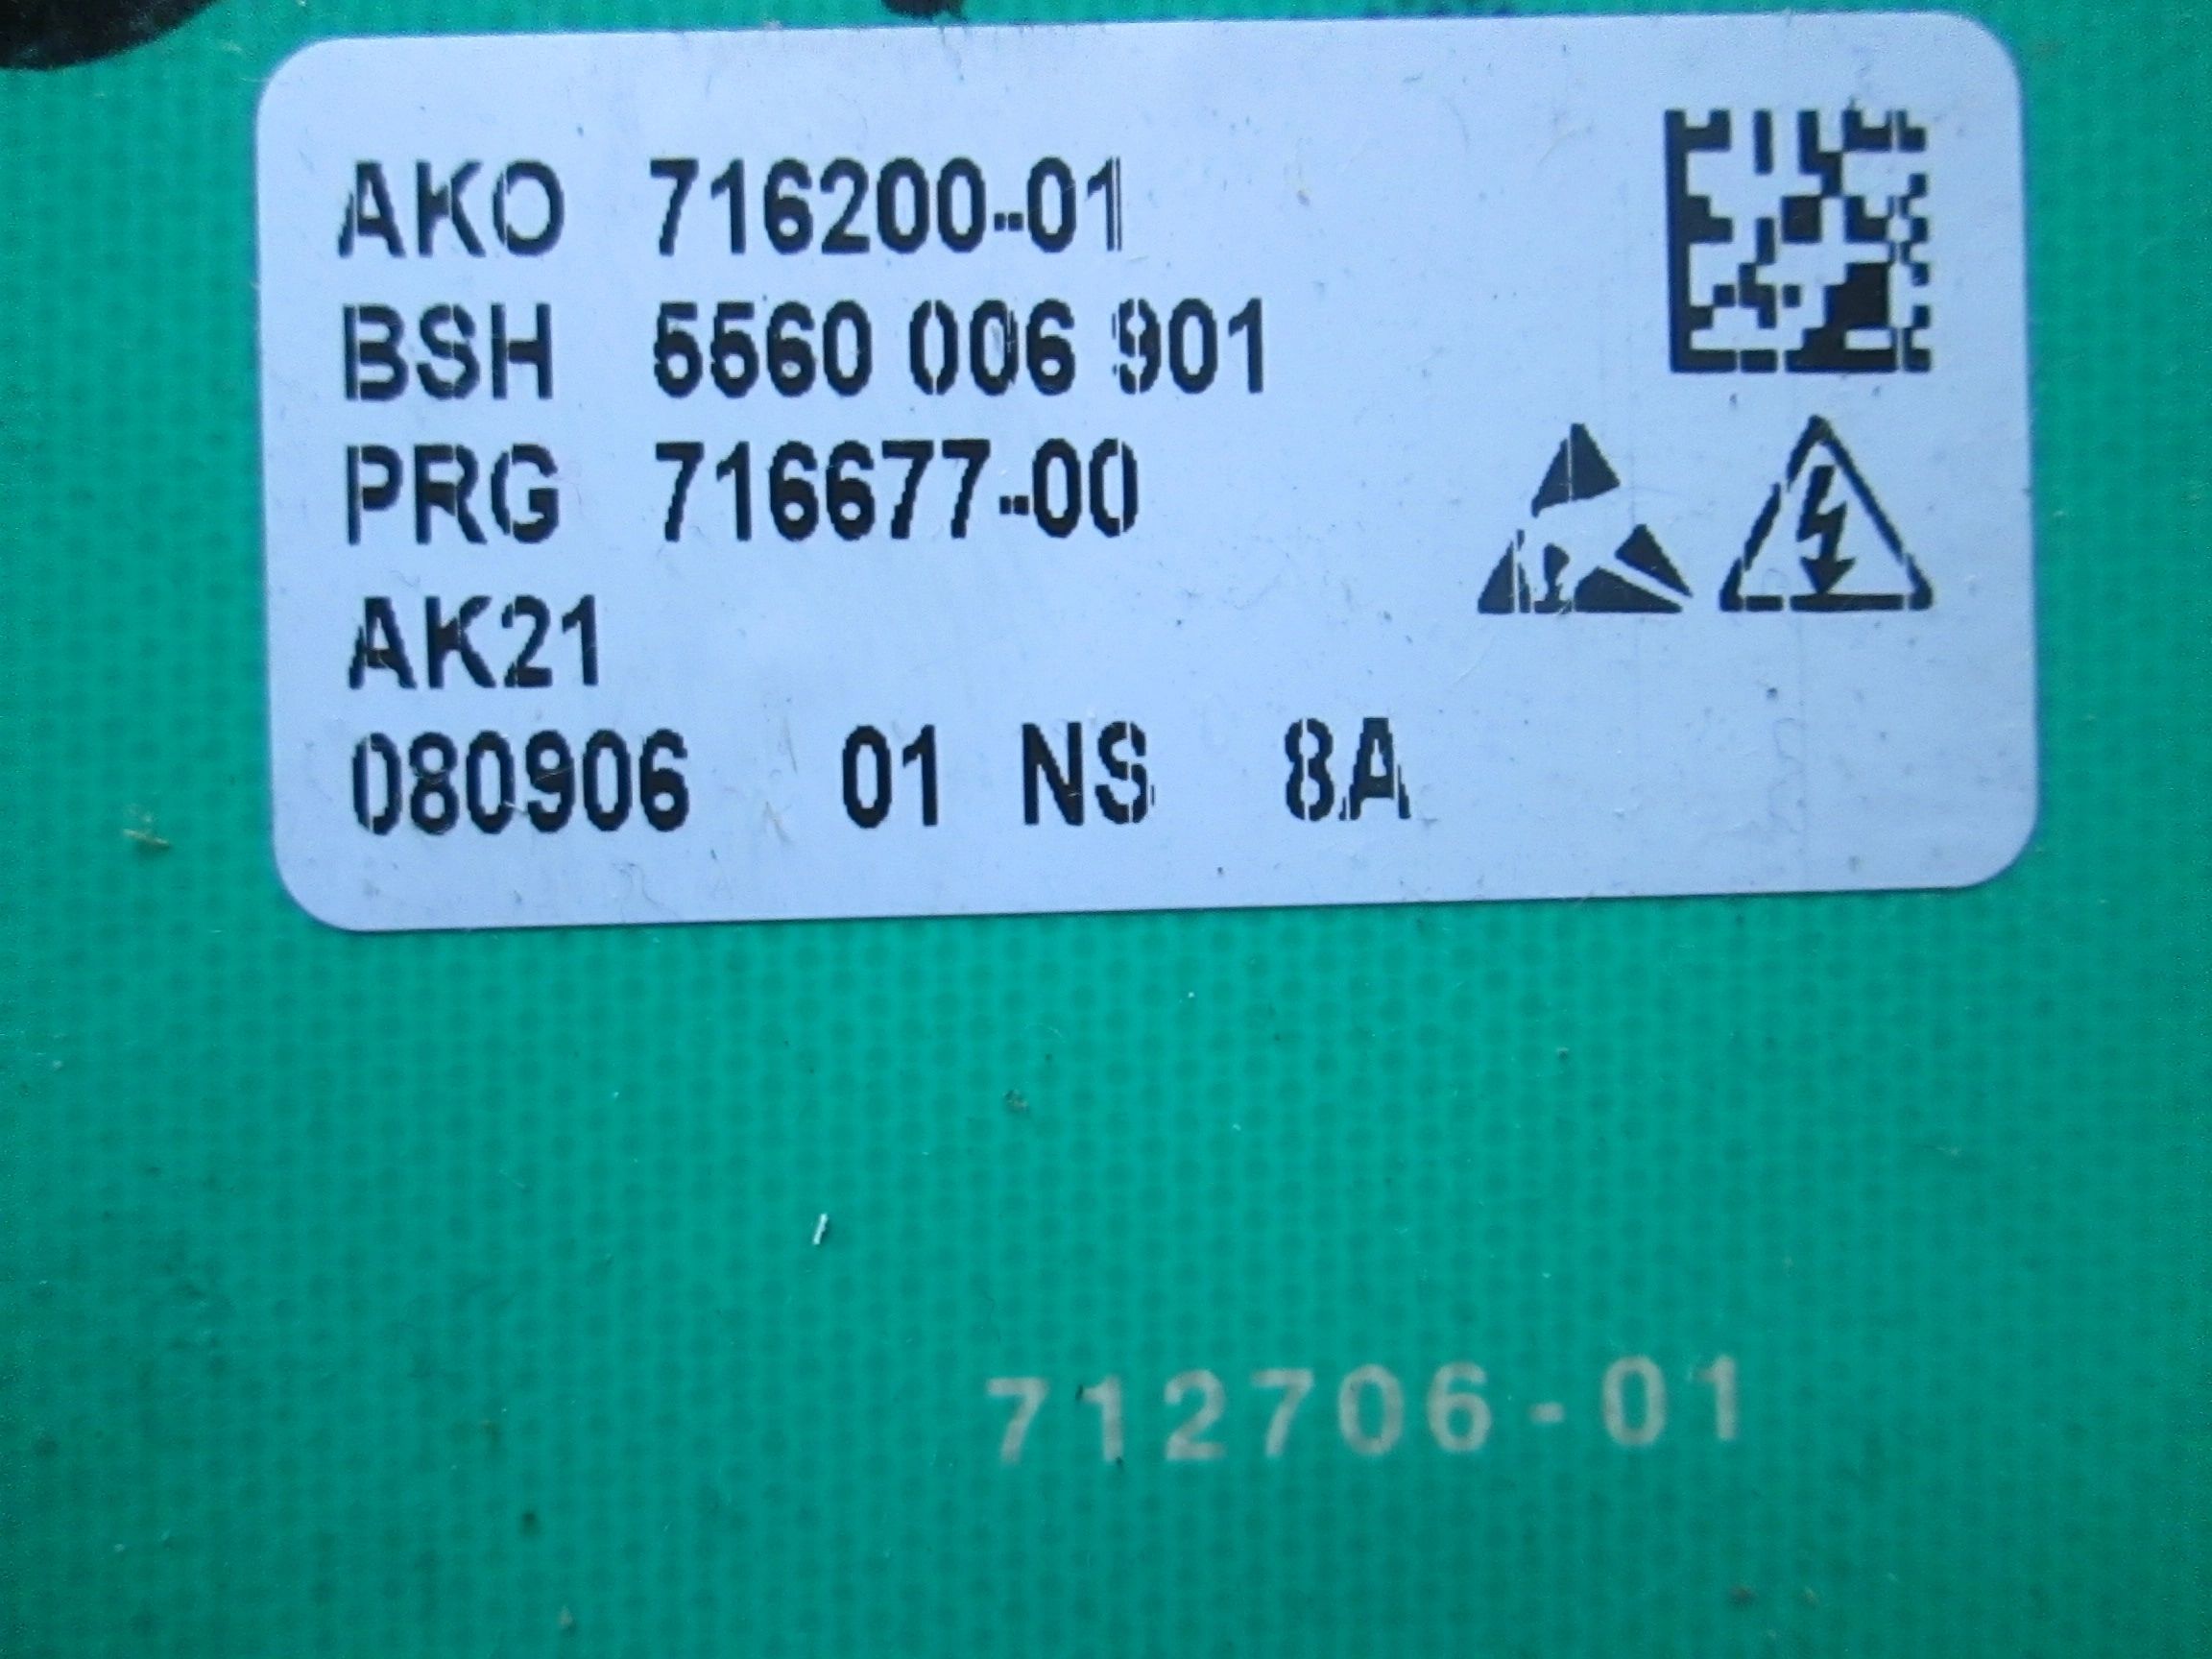 AKO 716200-01
BSH 5560 006 901
PRG 716677-00
AK21
080906 01 NS 8A
712706-01